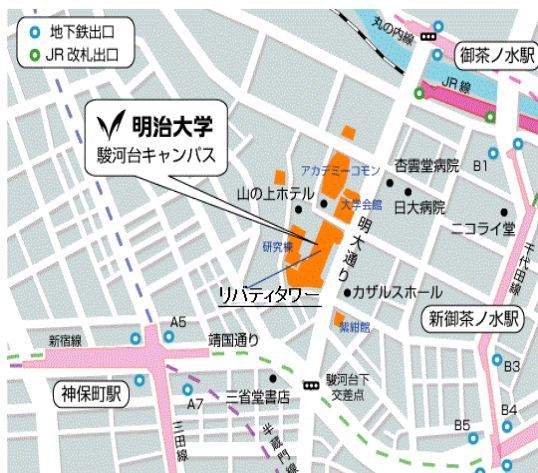 地下鉄出口
JR改札出口
丸の内線
御茶ノ水駅
JR線
明治大学
駿河台キャンパス
アカデミーコモン
杏雲堂病院
B1
山の上ホテル
大学会館
日大病院
ニコライ堂
明大通り
研究棟
千代田線
リバティタワー
カザルスホール
新御茶ノ水駅
紫紺館
A5
新宿線
靖国通り
B3
神保町駅
A7
三省堂書店
駿河台下
交差点
B4
B5
三田線
半蔵門線